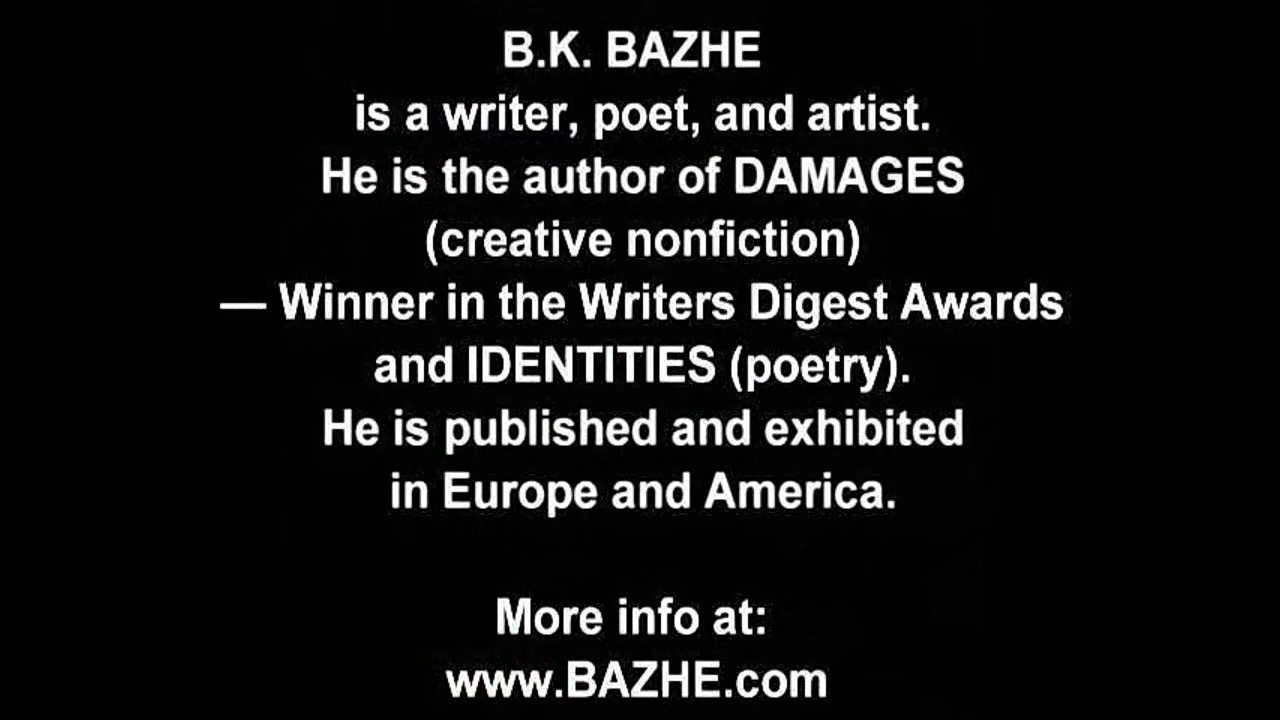 B.K. BAZHE
is a writer, poet, and artist.
He is the author of DAMAGES
(creative nonfiction)
— Winner in the Writers Digest Awards
and IDENTITIES (poetry).
He is published and exhibited
in Europe and America.
More info at:
www.BAZHE.com